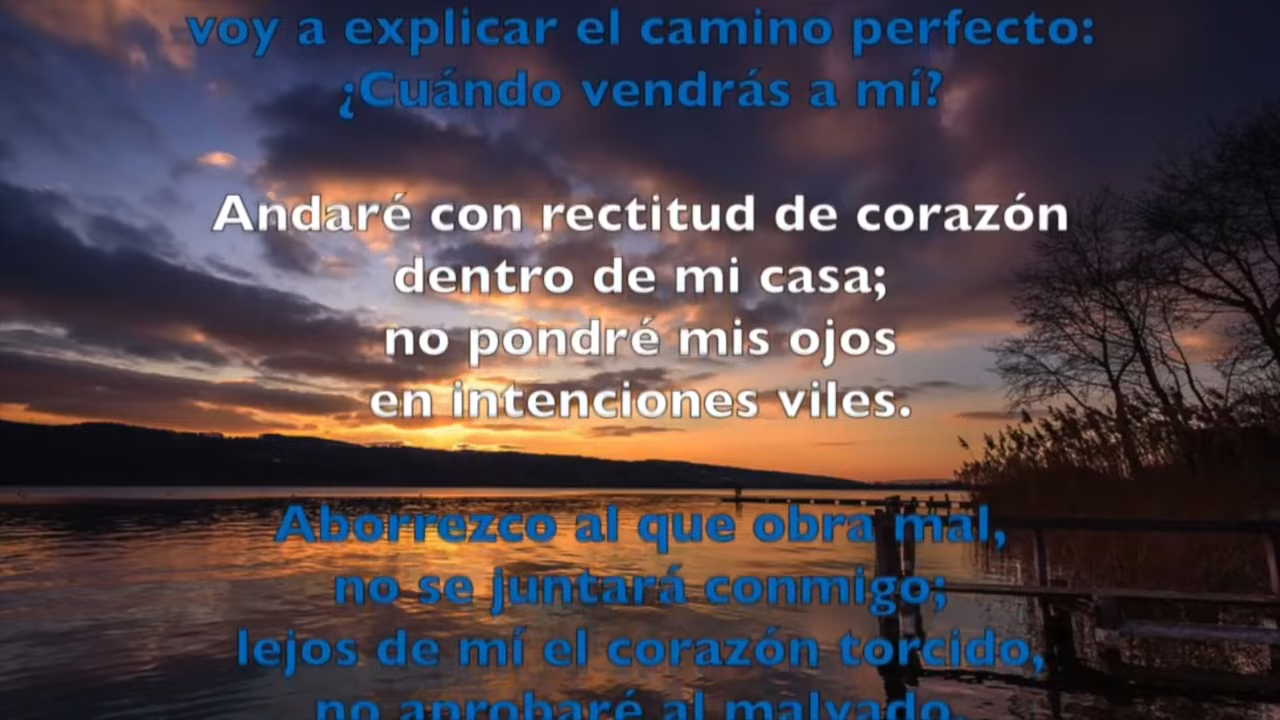 voy a explicar el camino perfecto:
¿Cuándo vendrás a mí?
Andaré con rectitud de corazón
dentro de mi casa;
no pondré mis ojos
en intenciones viles.
Aborrezco al que obra mal,
no se juntará conmigo;
lejos de mí el corazón torcido,
no aprobaré al malvado.